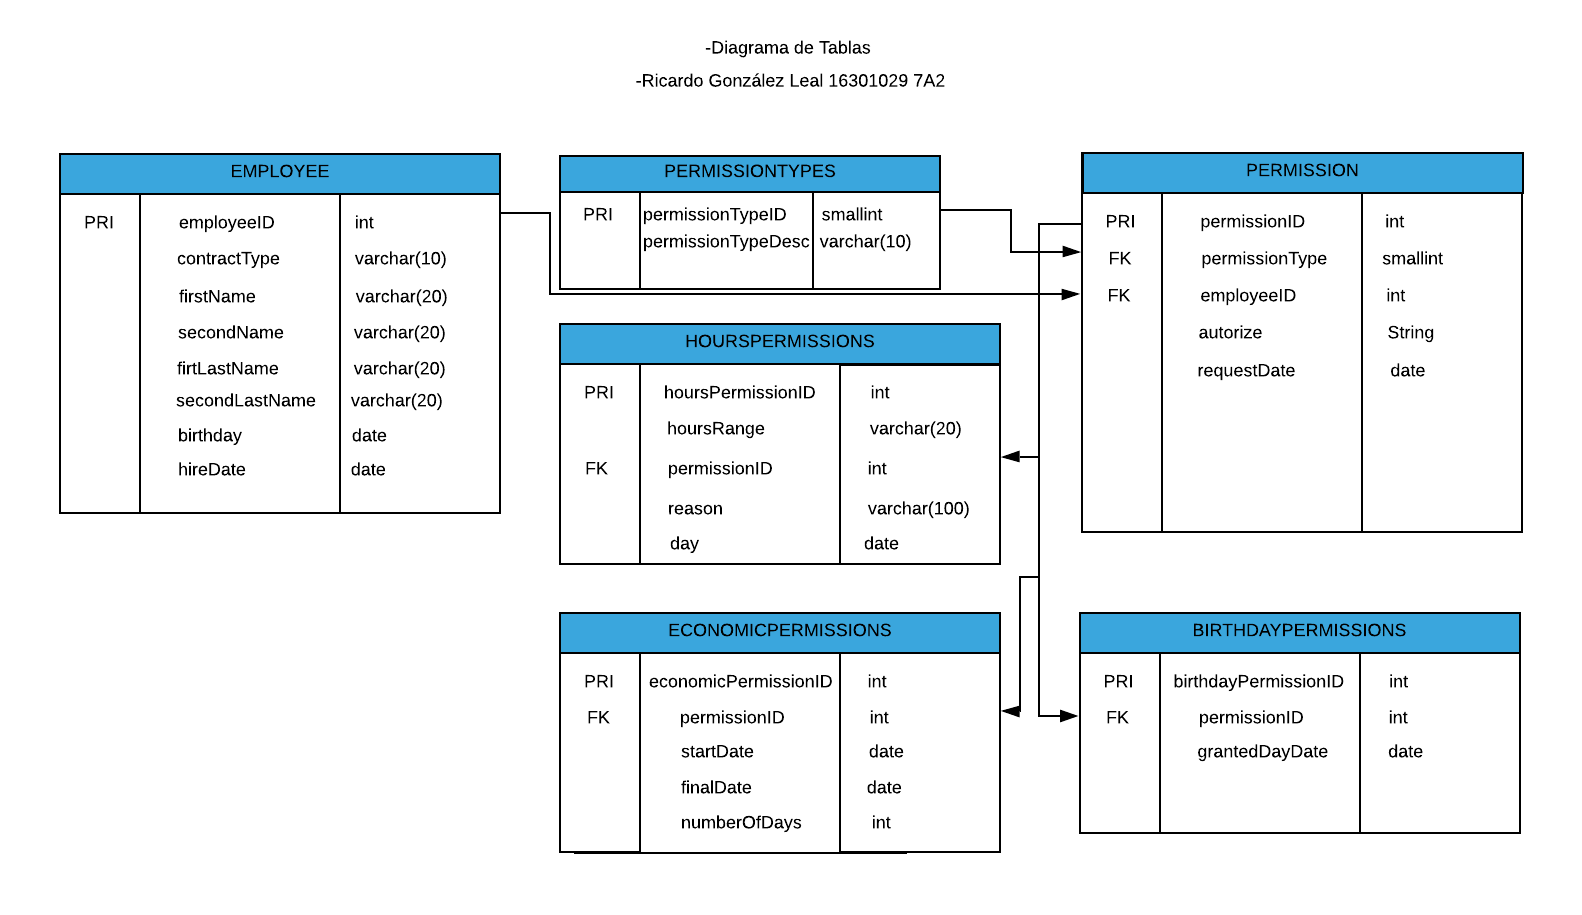 -Diagrama de Tablas
-Ricardo González Leal 16301029 7A2
EMPLOYEE
PRI employeeID int
contractType varchar(10)
firstName varchar(20)
secondName varchar(20)
firtLastName varchar(20)
secondLastName varchar(20)
birthday date
hireDate date
PERMISSIONTYPES
PRI permissionTypeID smallint
permissionTypeDesc varchar(10)
PERMISSION
PRI permissionID int
FK permissionType smallint
FK employeeID int
autorize String
requestDate date
HOURSPERMISSIONS
PRI hoursPermissionID int
hoursRange varchar(20)
FK permissionID int
reason varchar(100)
day date
ECONOMICPERMISSIONS
PRI economicPermissionID int
FK permissionID int
startDate date
finalDate date
numberOfDays int
BIRTHDAYPERMISSIONS
PRI birthdayPermissionID int
FK permissionID int
grantedDayDate date